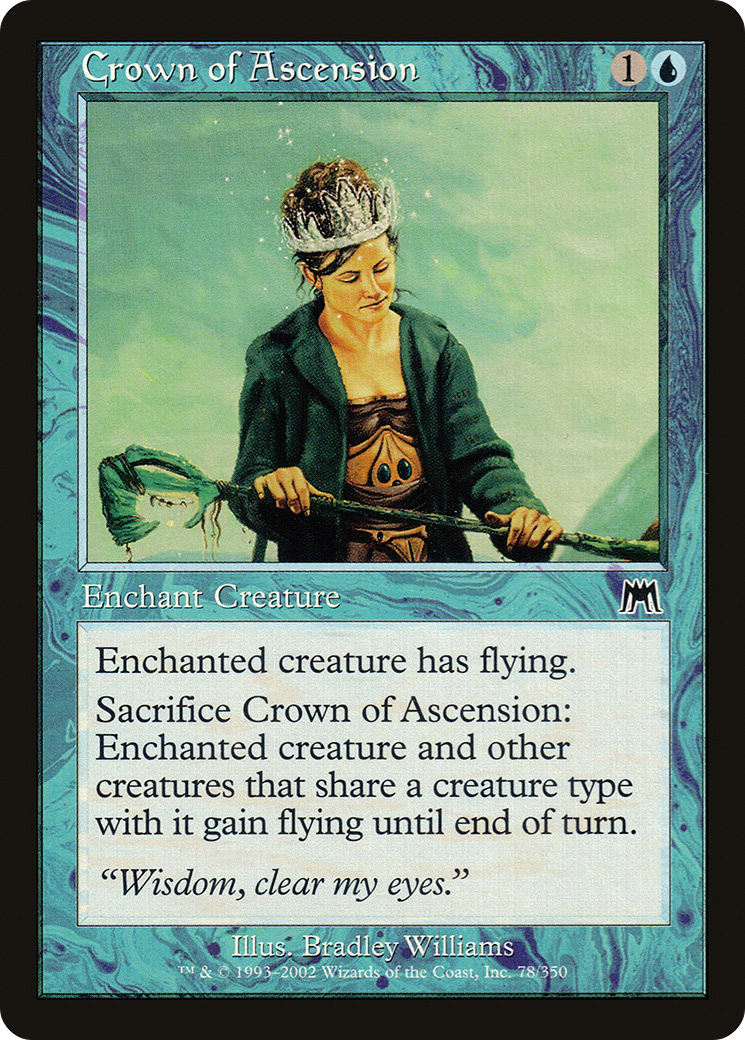 Crown of Ascension 1
Enchant Creature
Enchanted creature has flying.
Sacrifice Crown of Ascension:
Enchanted creature and other
creatures that share a creature type
with it gain flying until end of turn.
“Wisdom, clear my eyes.”
Illus. Bradley Williams
™ & © 1993–2002 Wizards of the Coast, Inc. 78/350